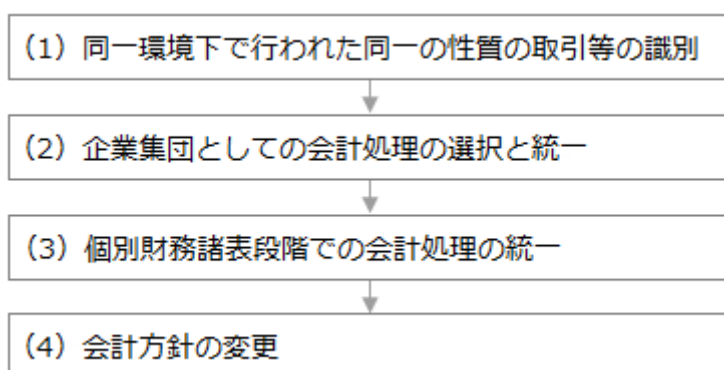 （1）同一環境下で行われた同一の性質の取引等の識別
（2）企業集団としての会計処理の選択と統一
（3）個別財務諸表段階での会計処理の統一
（4）会計方針の変更